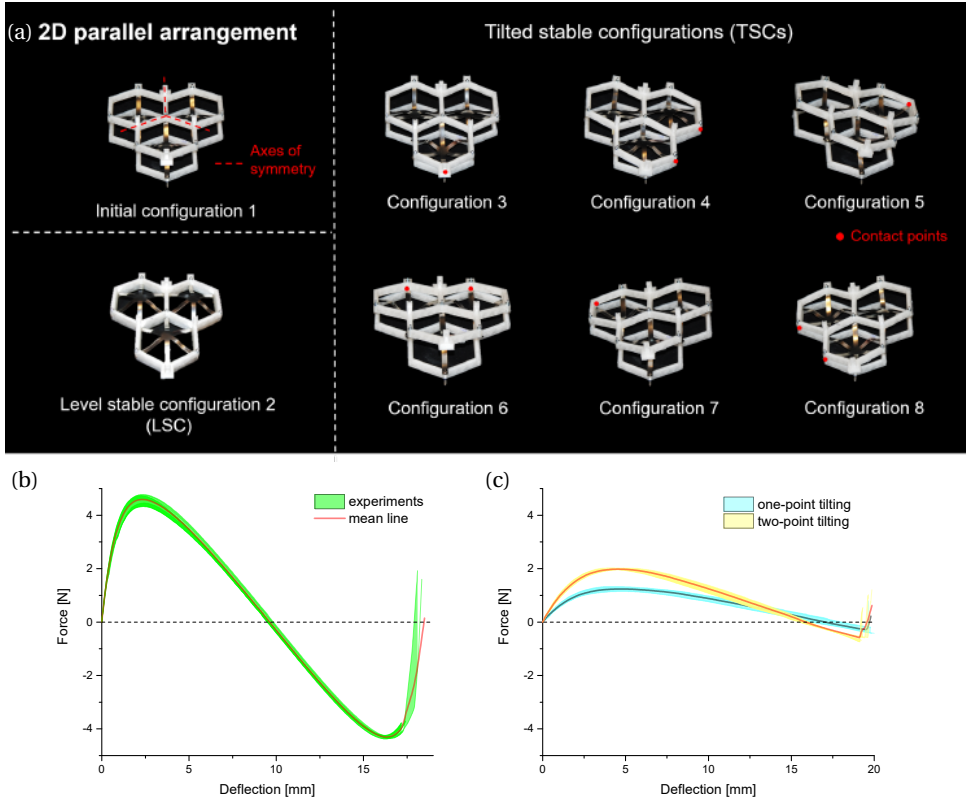 (a) 2D parallel arrangement
Tilted stable configurations (TSCs)
Axes of
symmetry
Initial configuration 1
Configuration 3
Configuration 4
Configuration 5
Contact points
Level stable configuration 2
(LSC)
Configuration 6
Configuration 7
Configuration 8
(b)
experiments
mean line
4
2
0
-2
-4
Force [N]
0
5
10
15
Deflection [mm]
(c)
one-point tilting
two-point tilting
4
2
0
-2
-4
Force [N]
0
5
10
15
20
Deflection [mm]